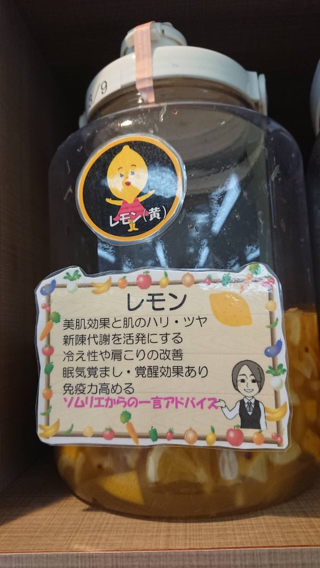 3/9
レモン(黄)
レモン
美肌効果と肌のハリ・ツヤ
新陳代謝を活発にする
冷え性や肩こりの改善
眠気覚まし・覚醒効果あり
免疫力高める
ソムリエからの一言アドバイス